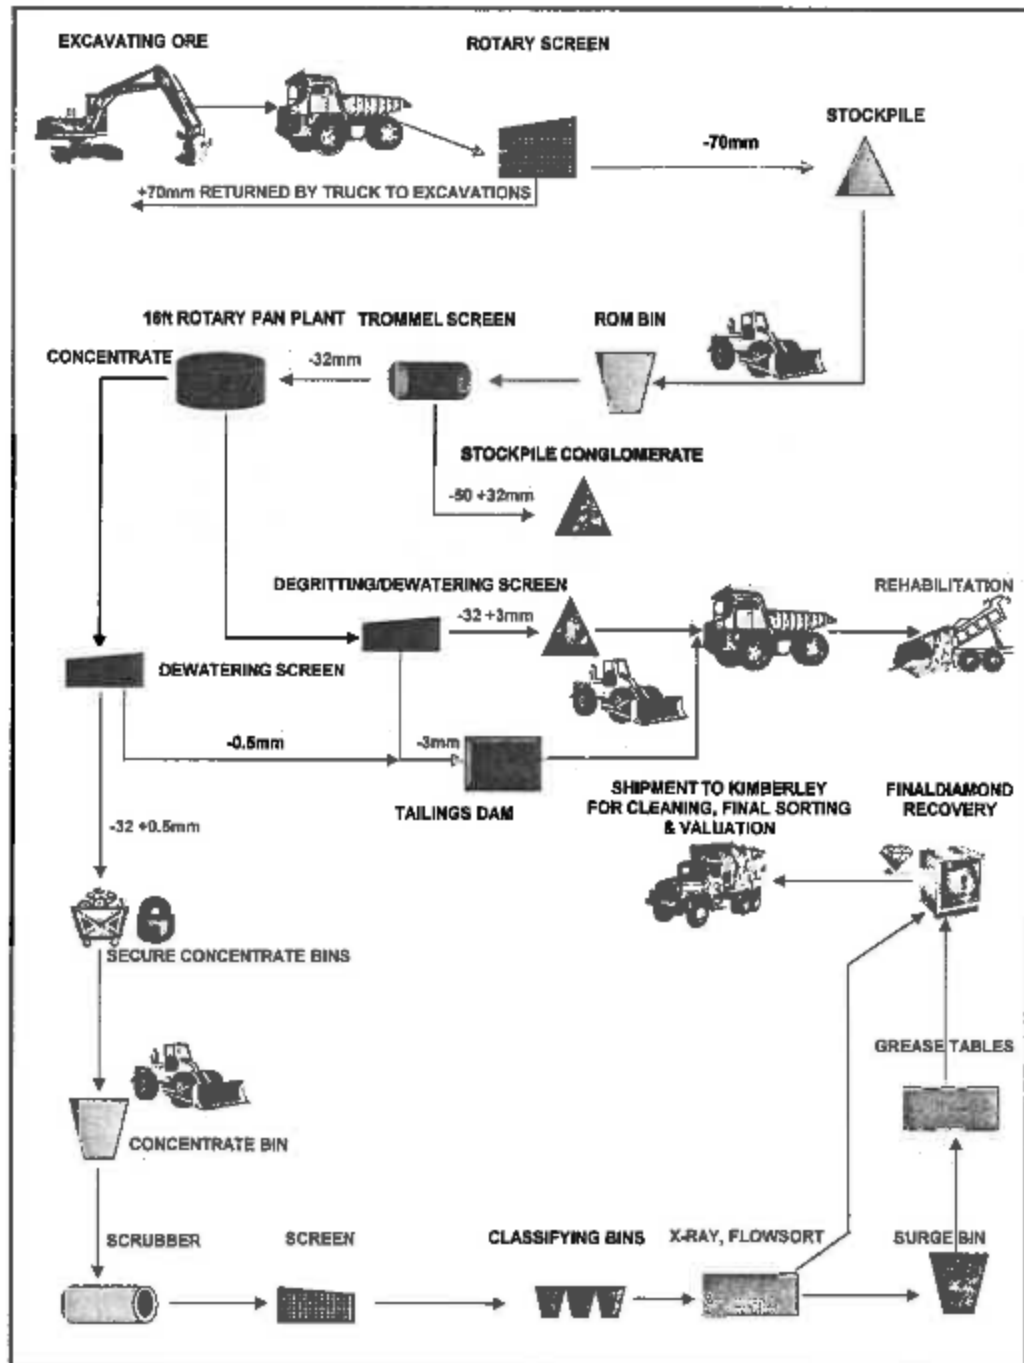 EXCAVATING ORE
ROTARY SCREEN
STOCKPILE
-70mm
+70mm RETURNED BY TRUCK TO EXCAVATIONS
16ft ROTARY PAN PLANT
TROMMEL SCREEN
ROM BIN
CONCENTRATE
-32mm
STOCKPILE CONGLOMERATE
-50 +32mm
DEGRITTING/DEWATERING SCREEN
REHABILITATION
-32 +3mm
DEWATERING SCREEN
-0.5mm
-3mm
TAILINGS DAM
SHIPMENT TO KIMBERLEY
FOR CLEANING, FINAL SORTING
& VALUATION
FINALDIAMOND
RECOVERY
-32 +0.5mm
SECURE CONCENTRATE BINS
GREASE TABLES
CONCENTRATE BIN
SCRUBBER
SCREEN
CLASSIFYING BINS
X-RAY, FLOWSORT
SURGE BIN